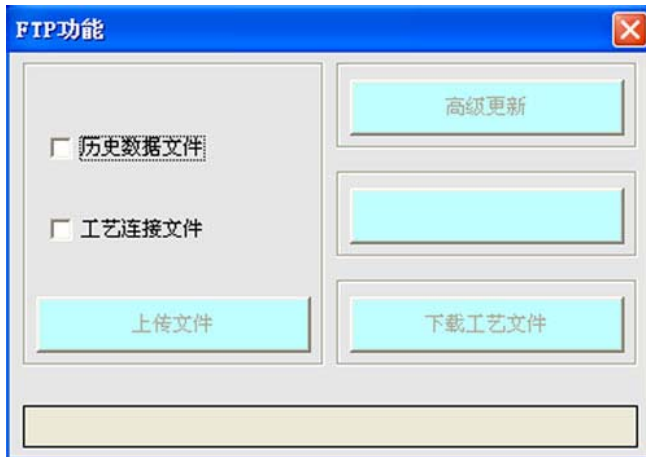 FTP功能
历史数据文件
工艺连接文件
上传文件
高级更新
下载工艺文件